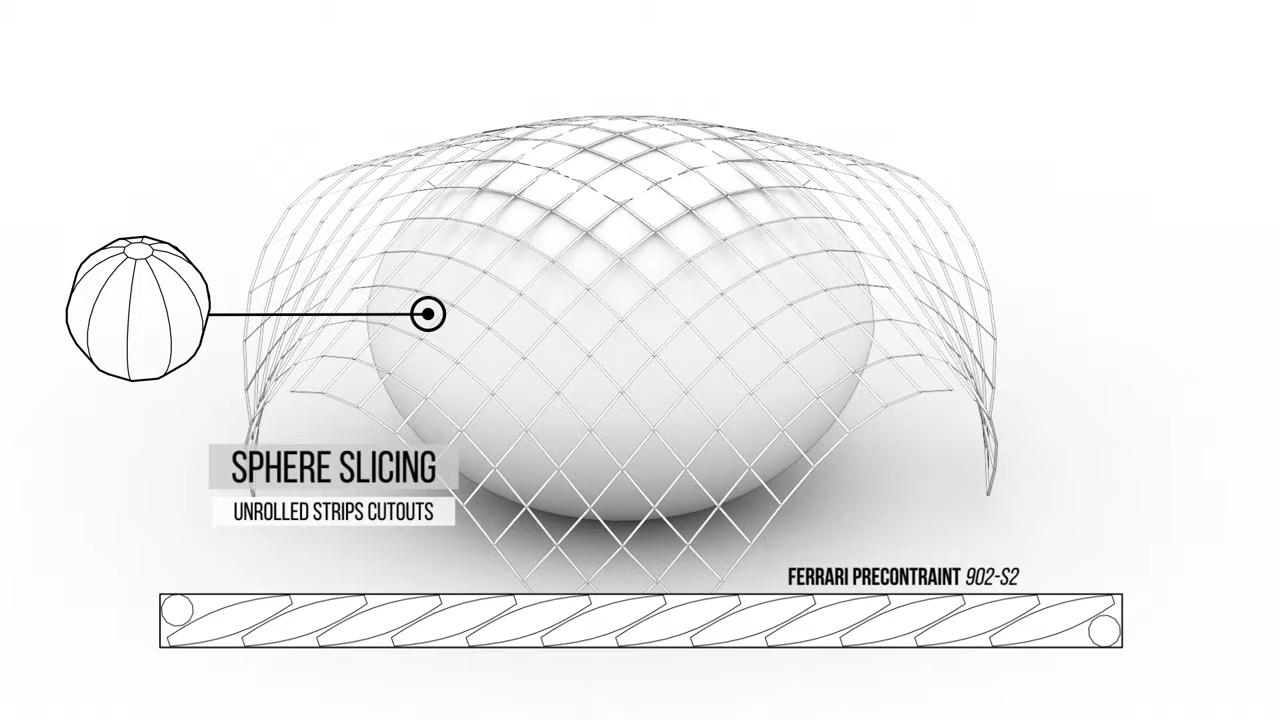 SPHERE SLICING
UNROLLED STRIPS CUTOUTS
FERRARI PRECONTRAINT 902-S2